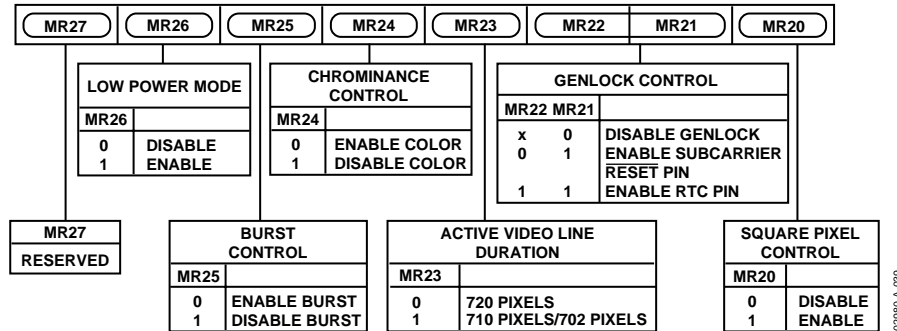 MR27 MR26 MR25 MR24 MR23 MR22 MR21 MR20
LOW POWER MODE
MR26
0 DISABLE
1 ENABLE
CHROMINANCE
CONTROL
MR24
0 ENABLE COLOR
1 DISABLE COLOR
GENLOCK CONTROL
MR22 MR21
x 0 DISABLE GENLOCK
0 1 ENABLE SUBCARRIER
RESET PIN
1 1 ENABLE RTC PIN
MR27
RESERVED
BURST
CONTROL
MR25
0 ENABLE BURST
1 DISABLE BURST
ACTIVE VIDEO LINE
DURATION
MR23
0 720 PIXELS
1 710 PIXELS/702 PIXELS
SQUARE PIXEL
CONTROL
MR20
0 DISABLE
1 ENABLE